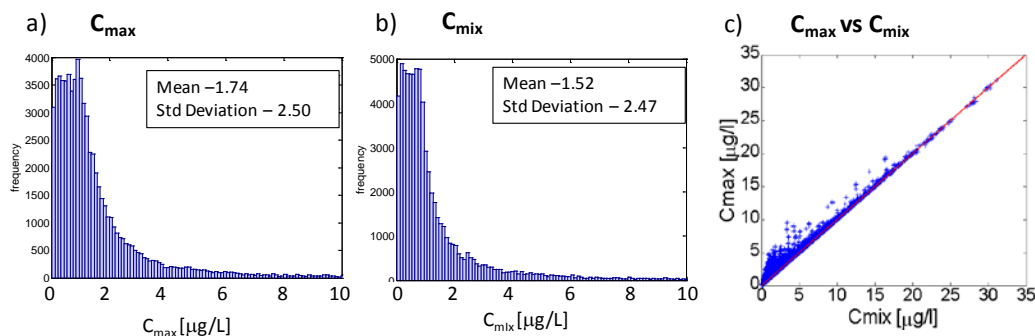 a) Cmax
4000
3500
3000
2500
2000
1500
1000
500
0
frequency
Mean –1.74
Std Deviation – 2.50
0 2 4 6 8 10
Cmax [µg/L]
b) Cmix
5000
4000
3000
2000
1000
0
frequency
Mean –1.52
Std Deviation – 2.47
0 2 4 6 8 10
CmIx [µg/L]
c) Cmax vs Cmix
35
30
25
20
15
10
5
0
Cmax [µg/l]
0 5 10 15 20 25 30 35
Cmix [µg/l]